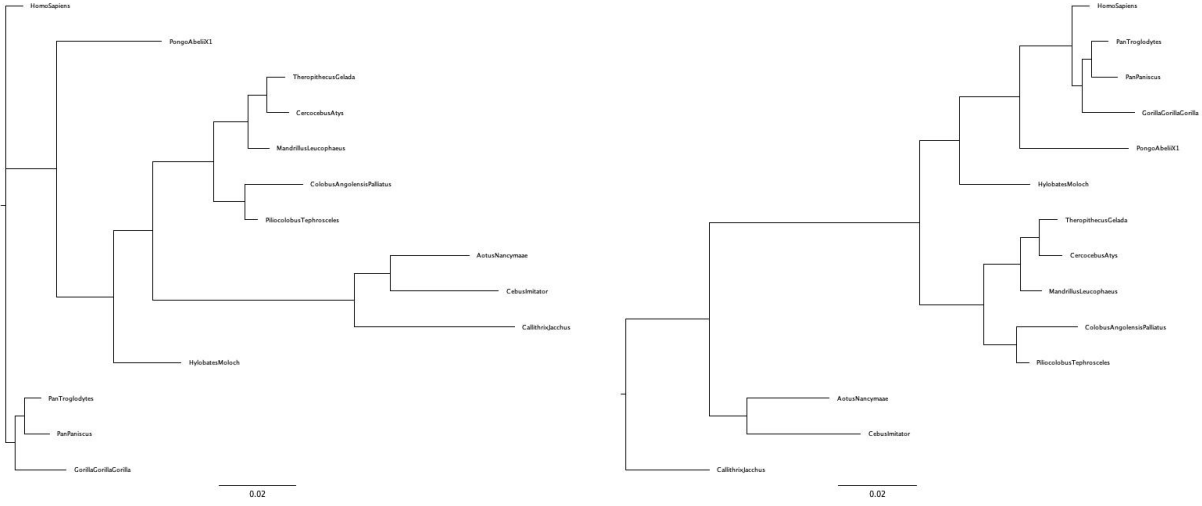 HomoSapiens
PongoAbeliiX1
TheropithecusGelada
CercocebusAtys
MandrillusLeucophaeus
ColobusAngolensisPalliatus
PiliocolobusTephrosceles
AotusNancymaae
CebusImitator
CallithrixJacchus
HylobatesMoloch
PanTroglodytes
PanPaniscus
GorillaGorillaGorilla
0.02
HomoSapiens
PanTroglodytes
PanPaniscus
GorillaGorillaGorilla
PongoAbeliiX1
HylobatesMoloch
TheropithecusGelada
CercocebusAtys
MandrillusLeucophaeus
ColobusAngolensisPalliatus
PiliocolobusTephrosceles
AotusNancymaae
CebusImitator
CallithrixJacchus
0.02